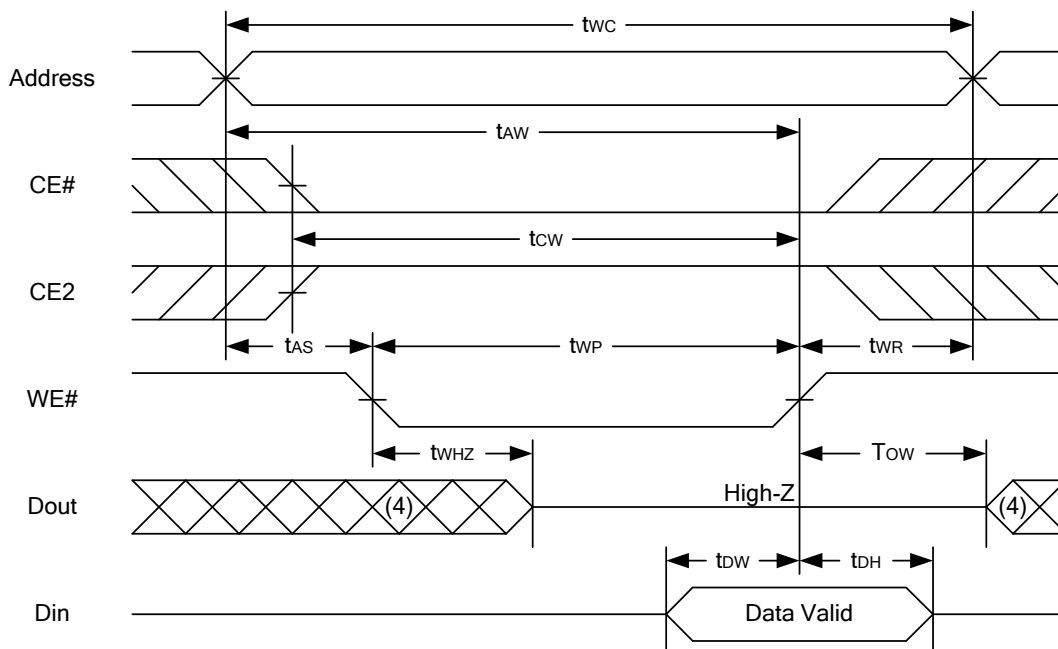 tWC
Address
tAW
CE#
tCW
CE2
tAS
tWP
tWR
WE#
tWHZ
TOW
Dout
(4)
High-Z
(4)
tDW
tDH
Din
Data Valid